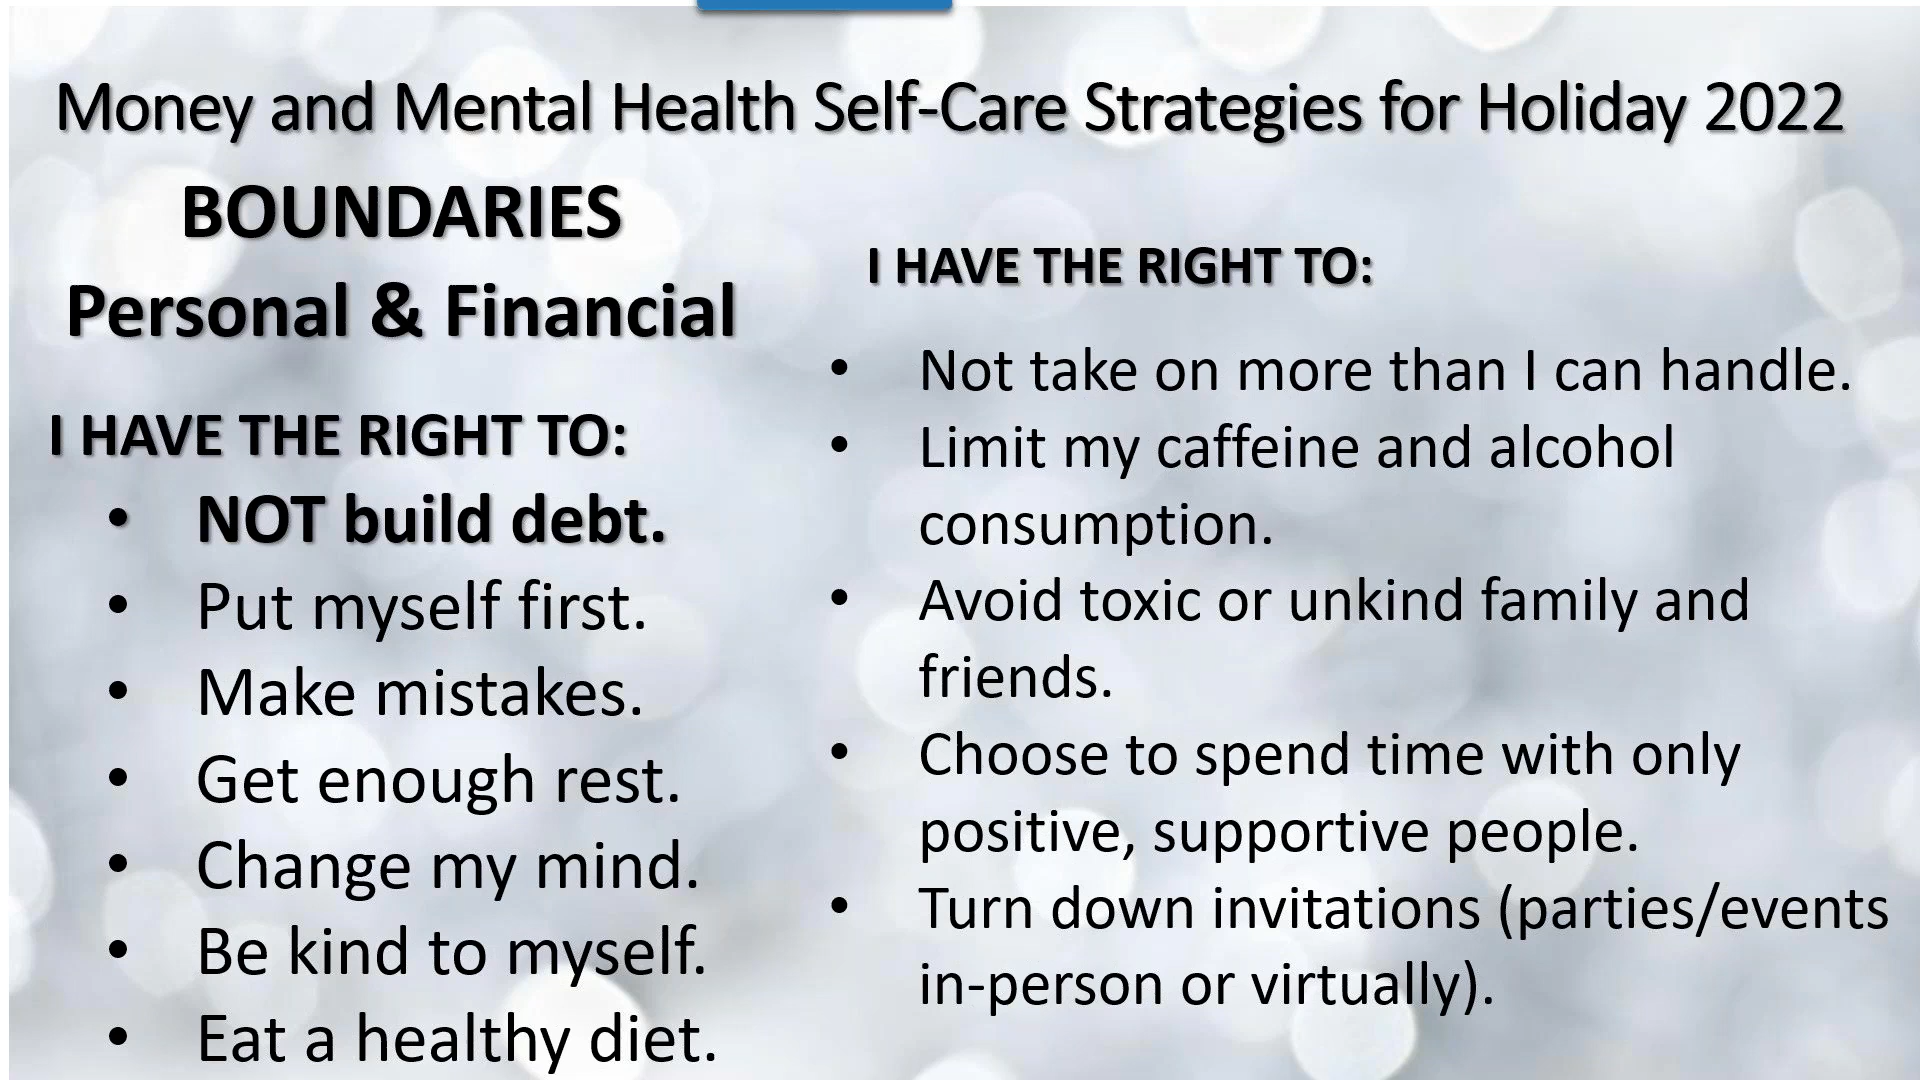 Money and Mental Health Self-Care Strategies for Holiday 2022
BOUNDARIES
Personal & Financial
I HAVE THE RIGHT TO:
• NOT build debt.
• Put myself first.
• Make mistakes.
• Get enough rest.
• Change my mind.
• Be kind to myself.
• Eat a healthy diet.
I HAVE THE RIGHT TO:
• Not take on more than I can handle.
• Limit my caffeine and alcohol
consumption.
• Avoid toxic or unkind family and
friends.
• Choose to spend time with only
positive, supportive people.
• Turn down invitations (parties/events
in-person or virtually).